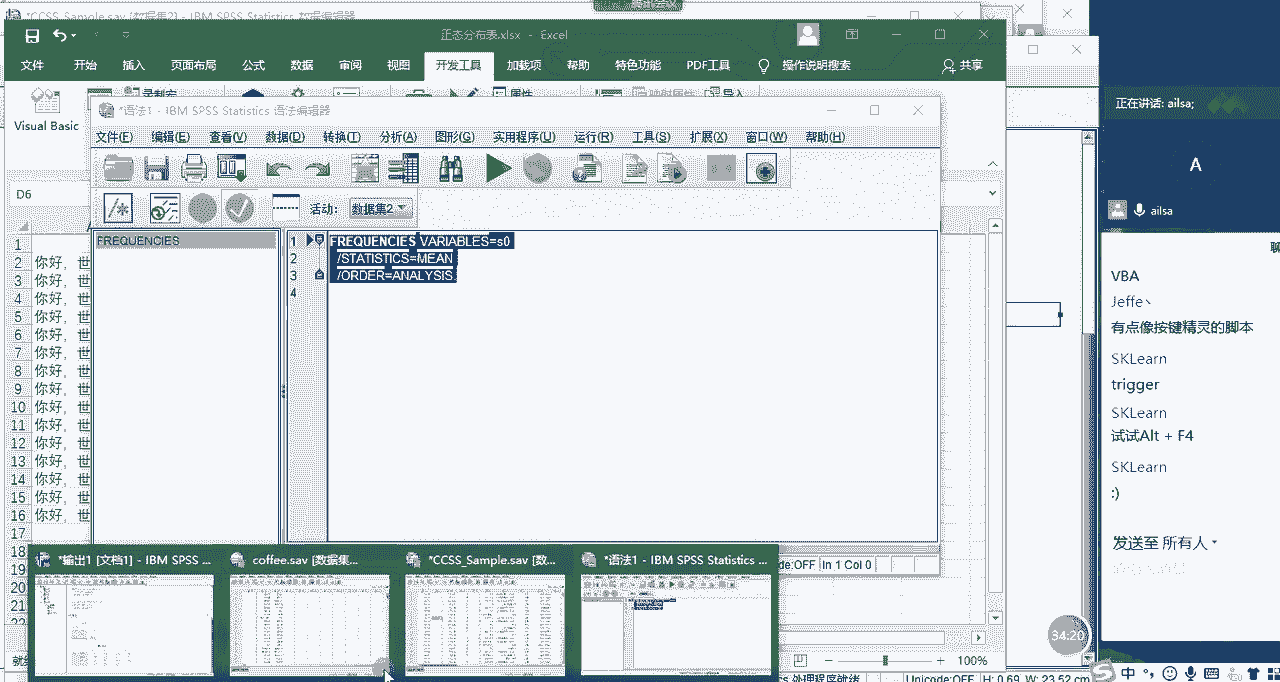 *CCSS_Sample.sav [数据集2] - IBM SPSS Statistics 数据编辑器
正态分布表.xlsx - Excel
文件 开始 插入 页面布局 公式 数据 审阅 视图 开发工具 加载项 帮助 特色功能 PDF工具 操作说明搜索 共享
Visual Basic
*语法1 - IBM SPSS Statistics 语法编辑器
文件(F) 编辑(E) 查看(V) 数据(D) 转换(T) 分析(A) 图形(G) 实用程序(U) 运行(R) 工具(S) 扩展(X) 窗口(W) 帮助(H)
D6
活动: 数据集2
FREQUENCIES
1 FREQUENCIES VARIABLES=s0
2 /STATISTICS=MEAN
3 /ORDER=ANALYSIS.
4
1
2 你好，世
3 你好，世
4 你好，世
5 你好，世
6 你好，世
7 你好，世
8 你好，世
9 你好，世
10 你好，世
11 你好，世
12 你好，世
13 你好，世
14 你好，世
15 你好，世
16 你好，世
17
18
19
20
21
de:OFF In 1 Col 0
*输出1 [文档1] - IBM SPSS ...
coffee.sav [数据集...
*CCSS_Sample.sav [数...
*语法1 - IBM SPSS Statistics ...
100%
处理程序就绪 Unicode:OFF H: 0.69, W: 23.52 cm
正在讲话: ailsa;
A
ailsa
VBA
Jeffe丶
有点像按键精灵的脚本
SKLearn
trigger
SKLearn
试试Alt + F4
SKLearn
:)
发送至 所有人
34:20
中